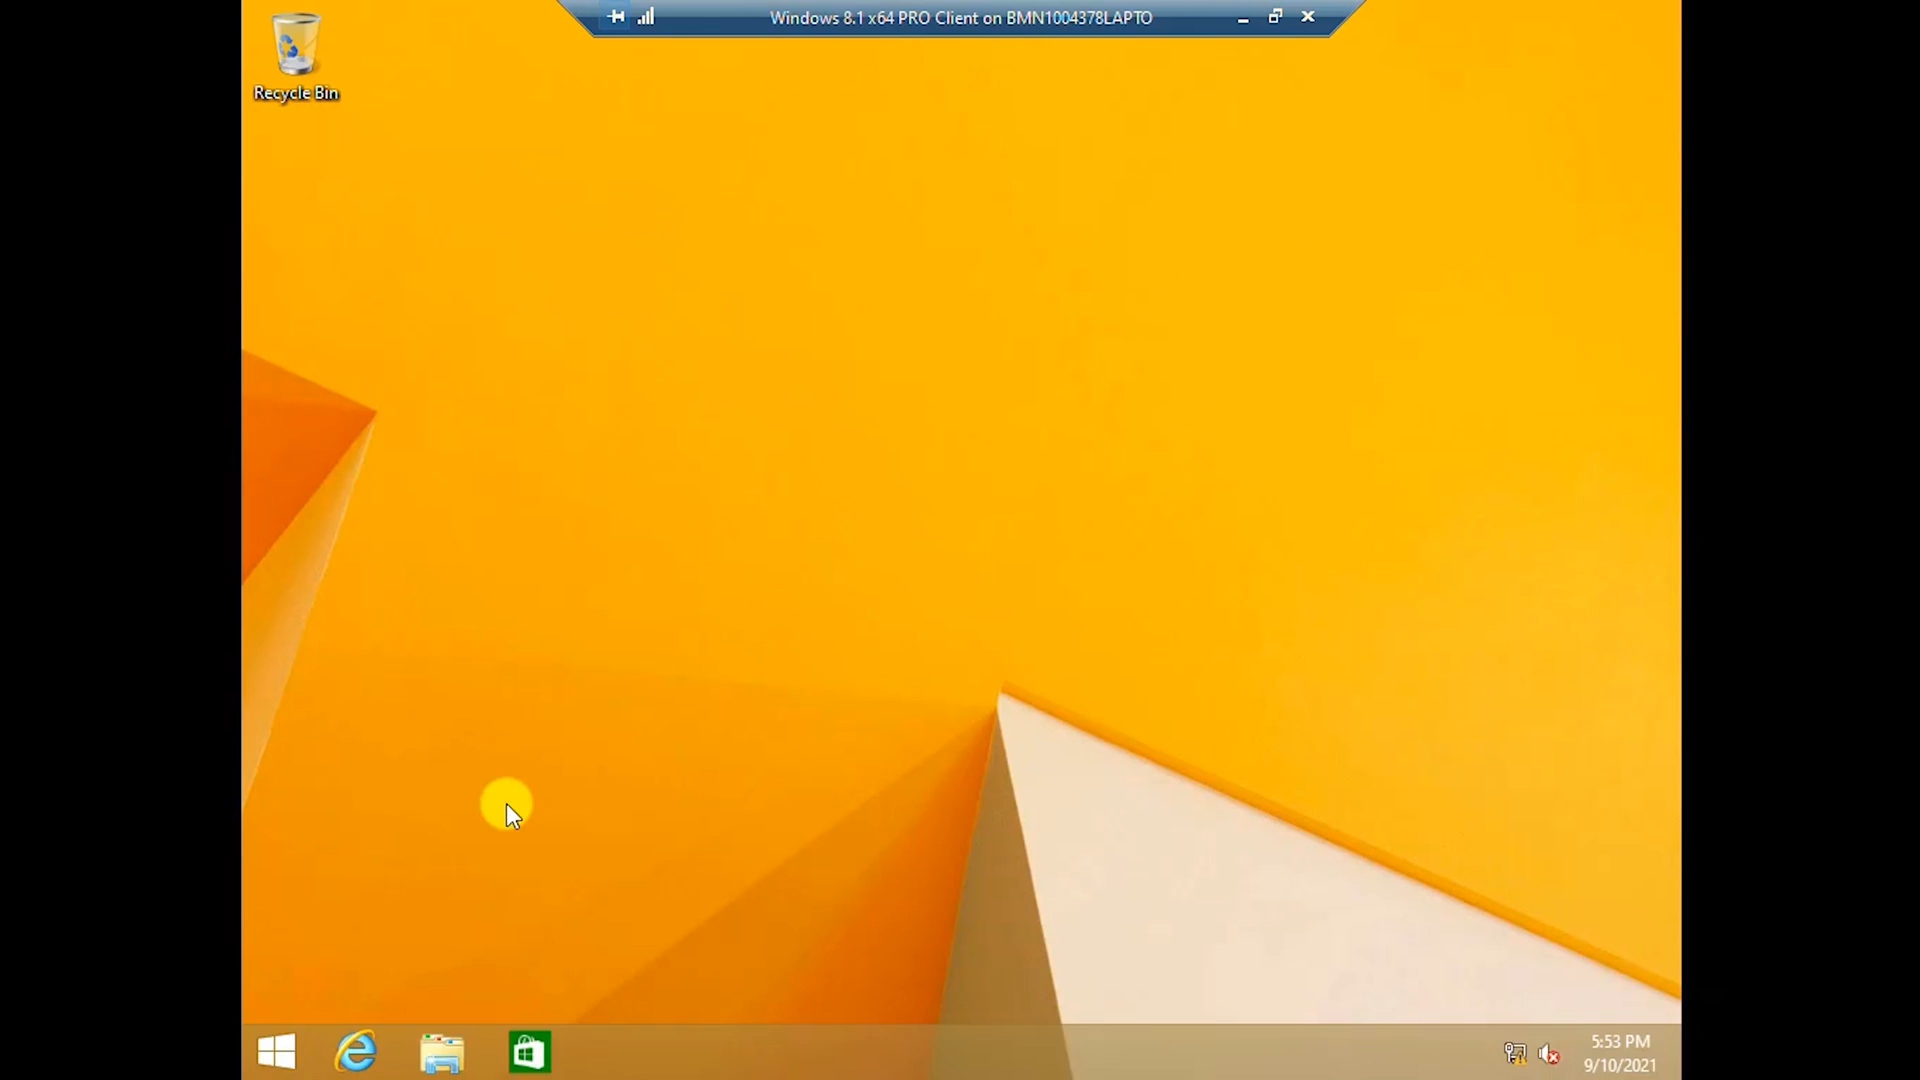 Windows 8.1 x64 PRO Client on BMN1004378LAPTO
Recycle Bin
5:53 PM
9/10/2021